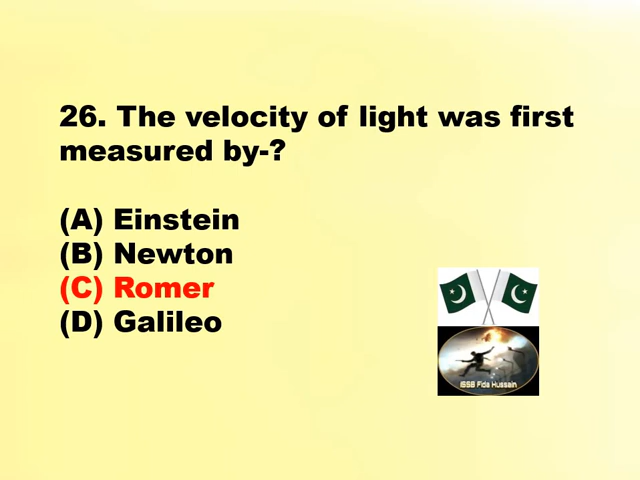 26. The velocity of light was first
measured by-?
(A) Einstein
(B) Newton
(C) Romer
(D) Galileo
ISSB Fida Hussain